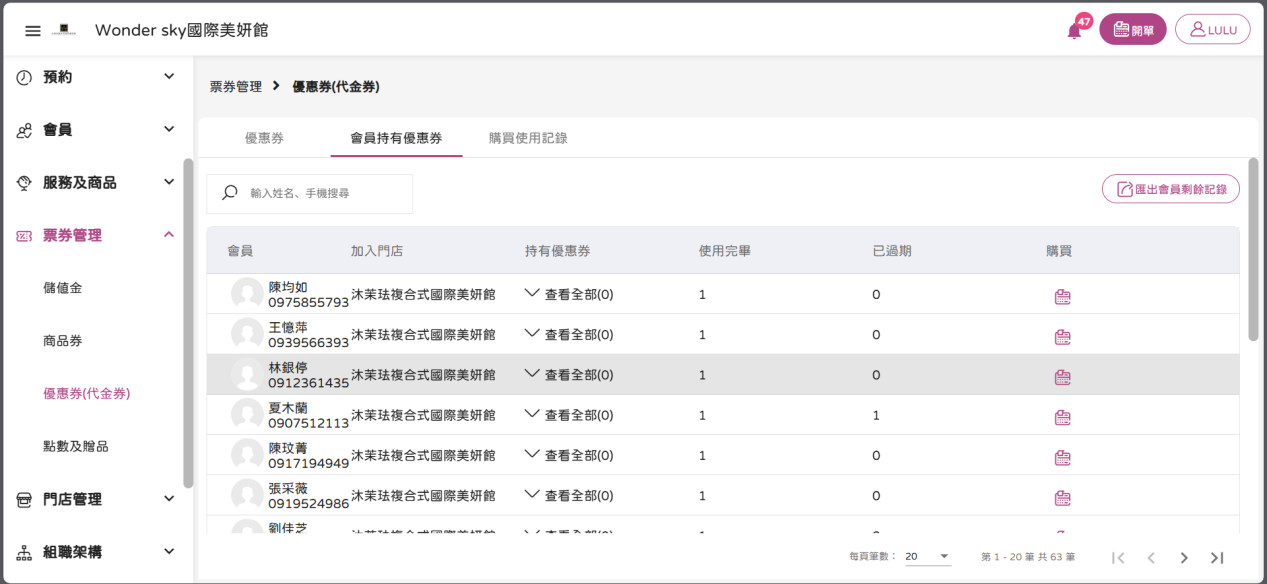 Wonder sky國際美妍館
47
開單
LULU
預約
會員
服務及商品
票券管理
儲值金
商品券
優惠券(代金券)
點數及贈品
門店管理
組職架構
票券管理 > 優惠券(代金券)
優惠券 會員持有優惠券 購買使用記錄
輸入姓名、手機搜尋
匯出會員剩餘記錄
會員 加入門店 持有優惠券 使用完畢 已過期 購買
陳均如
0975855793 沐茉珐複合式國際美妍館 查看全部(0) 1 0
王憶萍
0939566393 沐茉珐複合式國際美妍館 查看全部(0) 1 0
林銀停
0912361435 沐茉珐複合式國際美妍館 查看全部(0) 1 0
夏木蘭
0907512113 沐茉珐複合式國際美妍館 查看全部(0) 1 1
陳玟菁
0917194949 沐茉珐複合式國際美妍館 查看全部(0) 1 0
張采薇
0919524986 沐茉珐複合式國際美妍館 查看全部(0) 1 0
劉佳芝
每頁筆數： 20 第 1 - 20 筆 共 63 筆